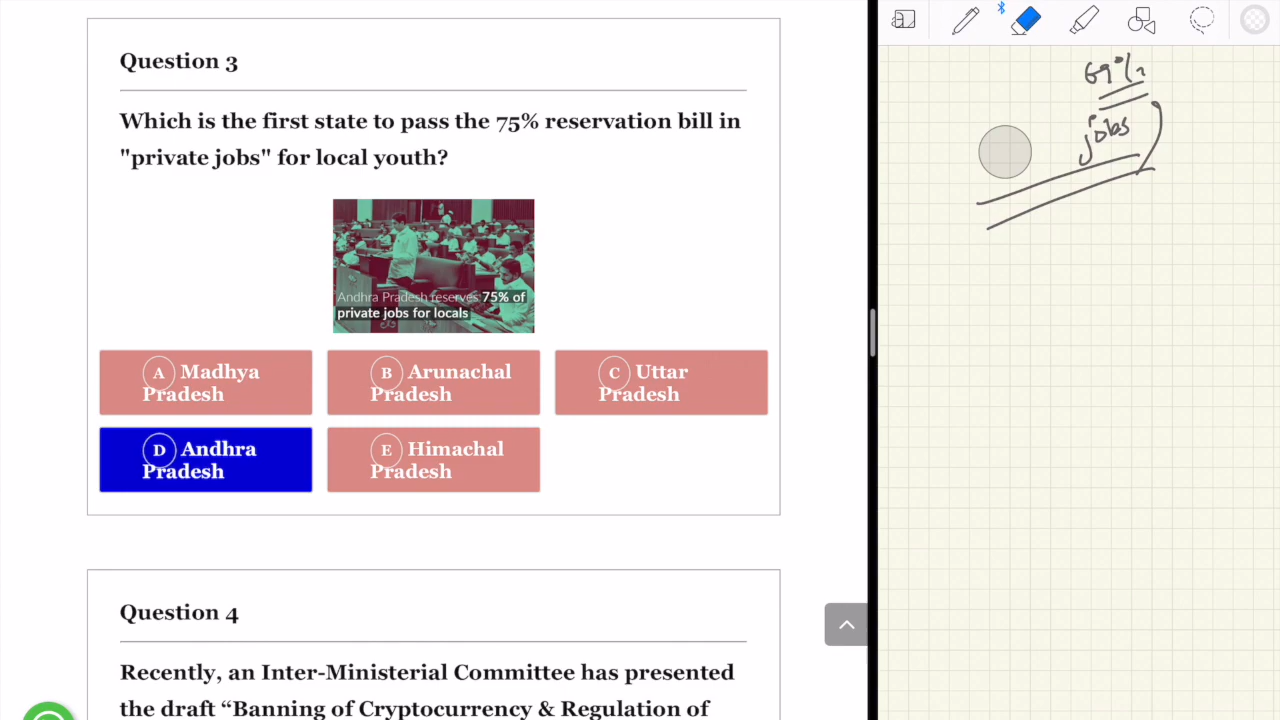 Question 3
Which is the first state to pass the 75% reservation bill in
"private jobs" for local youth?
Andhra Pradesh reserves 75% of
private jobs for locals
A Madhya
Pradesh
B Arunachal
Pradesh
C Uttar
Pradesh
D Andhra
Pradesh
E Himachal
Pradesh
Question 4
Recently, an Inter-Ministerial Committee has presented
the draft “Banning of Cryptocurrency & Regulation of
69%
jobs